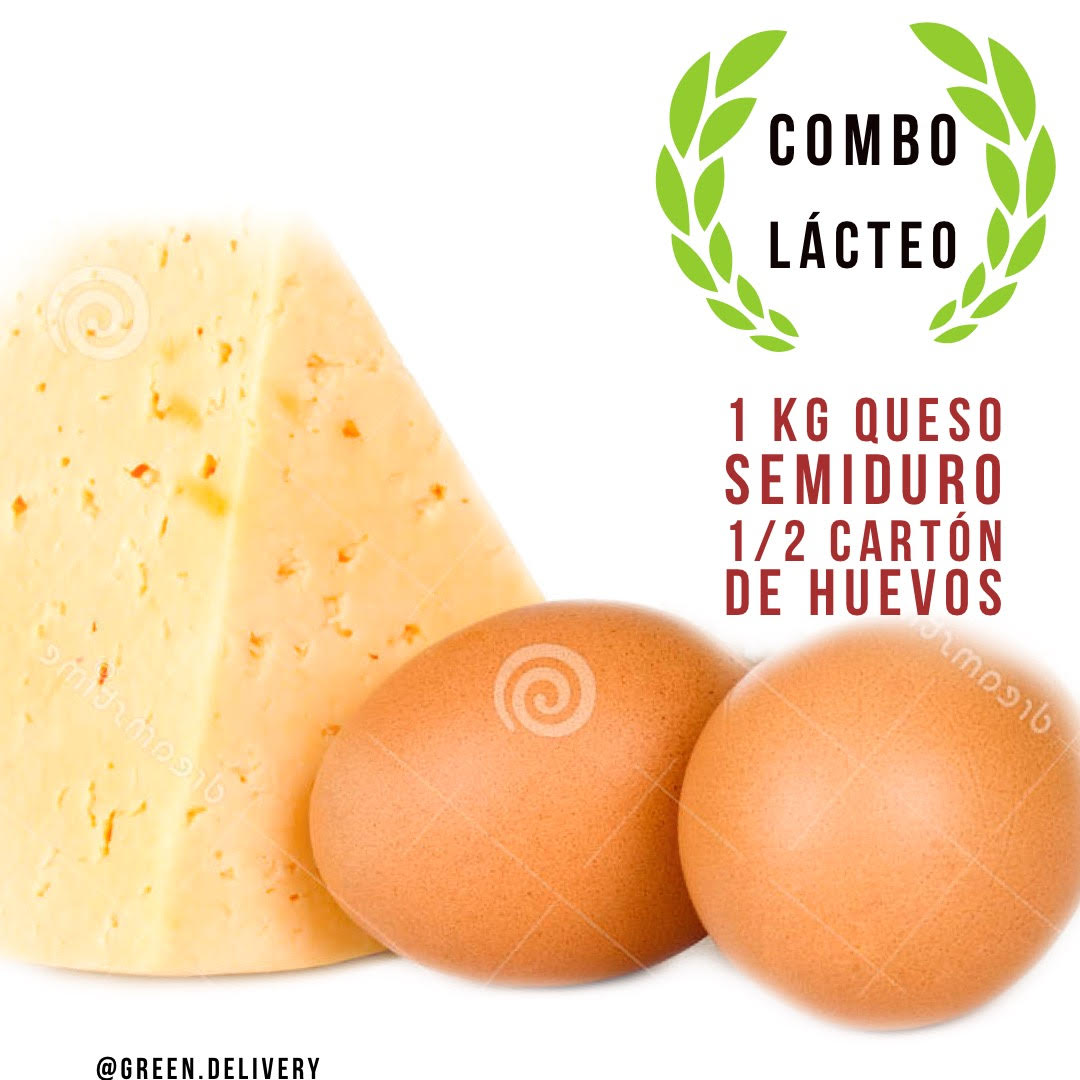 COMBO
LÁCTEO
1 KG QUESO
SEMIDURO
1/2 CARTÓN
DE HUEVOS
@GREEN.DELIVERY